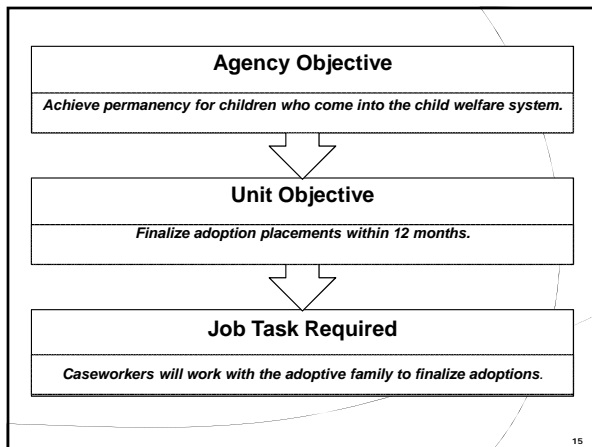 Agency Objective
Achieve permanency for children who come into the child welfare system.
Unit Objective
Finalize adoption placements within 12 months.
Job Task Required
Caseworkers will work with the adoptive family to finalize adoptions.
15